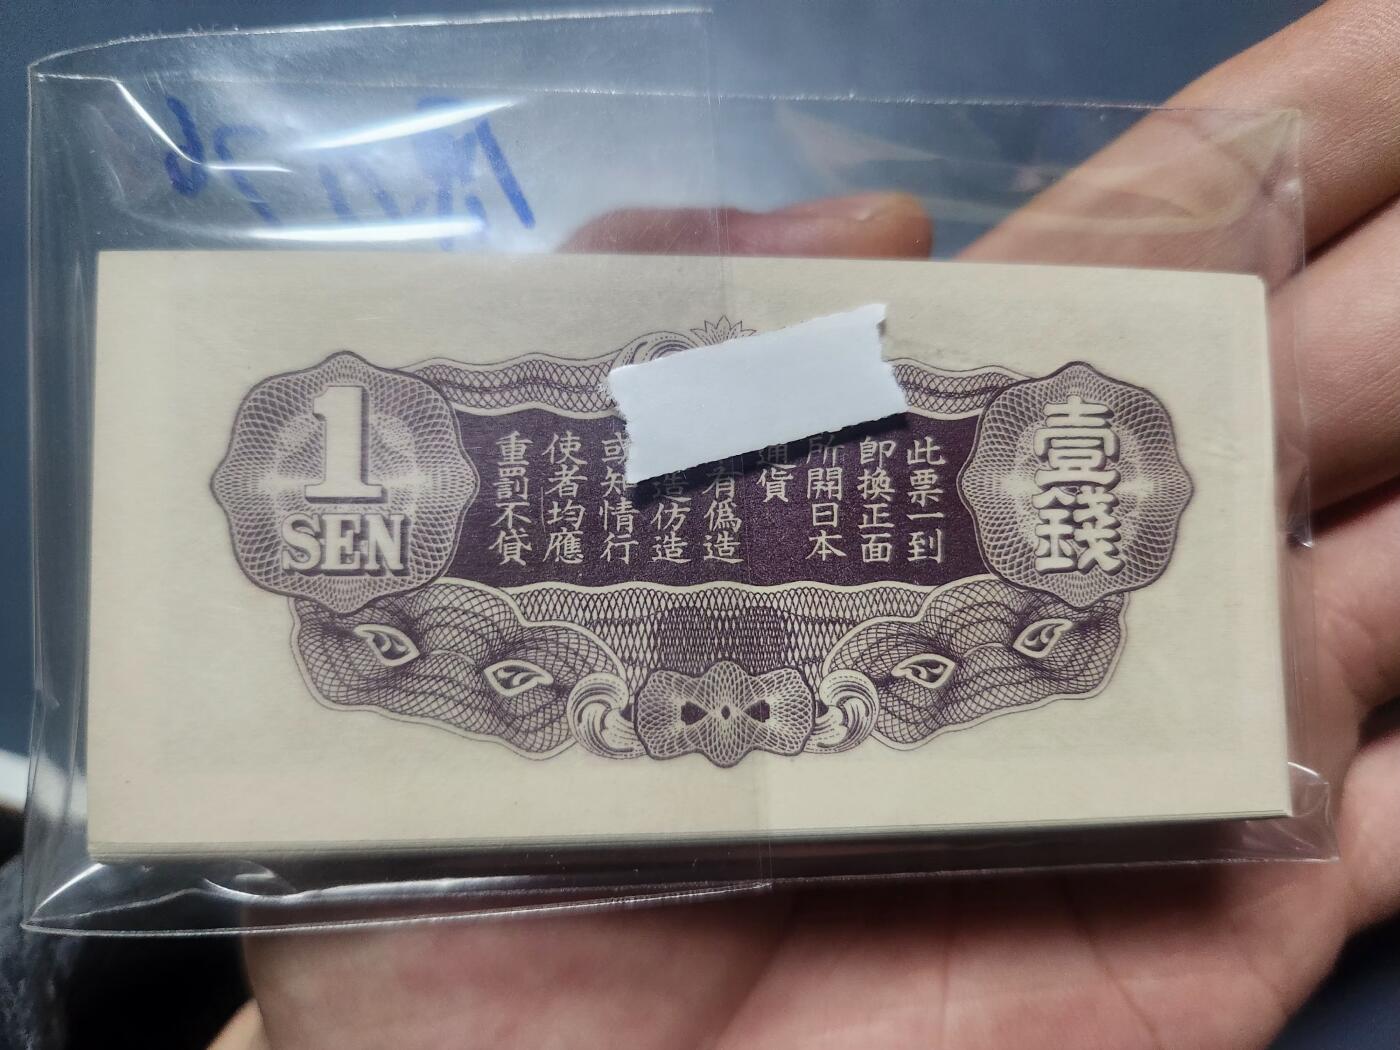 1
SEN
壹錢
此票一到
即換正面
所開日本
通貨
有僞造
造仿造
或知情行
使者均應
重罰不貸